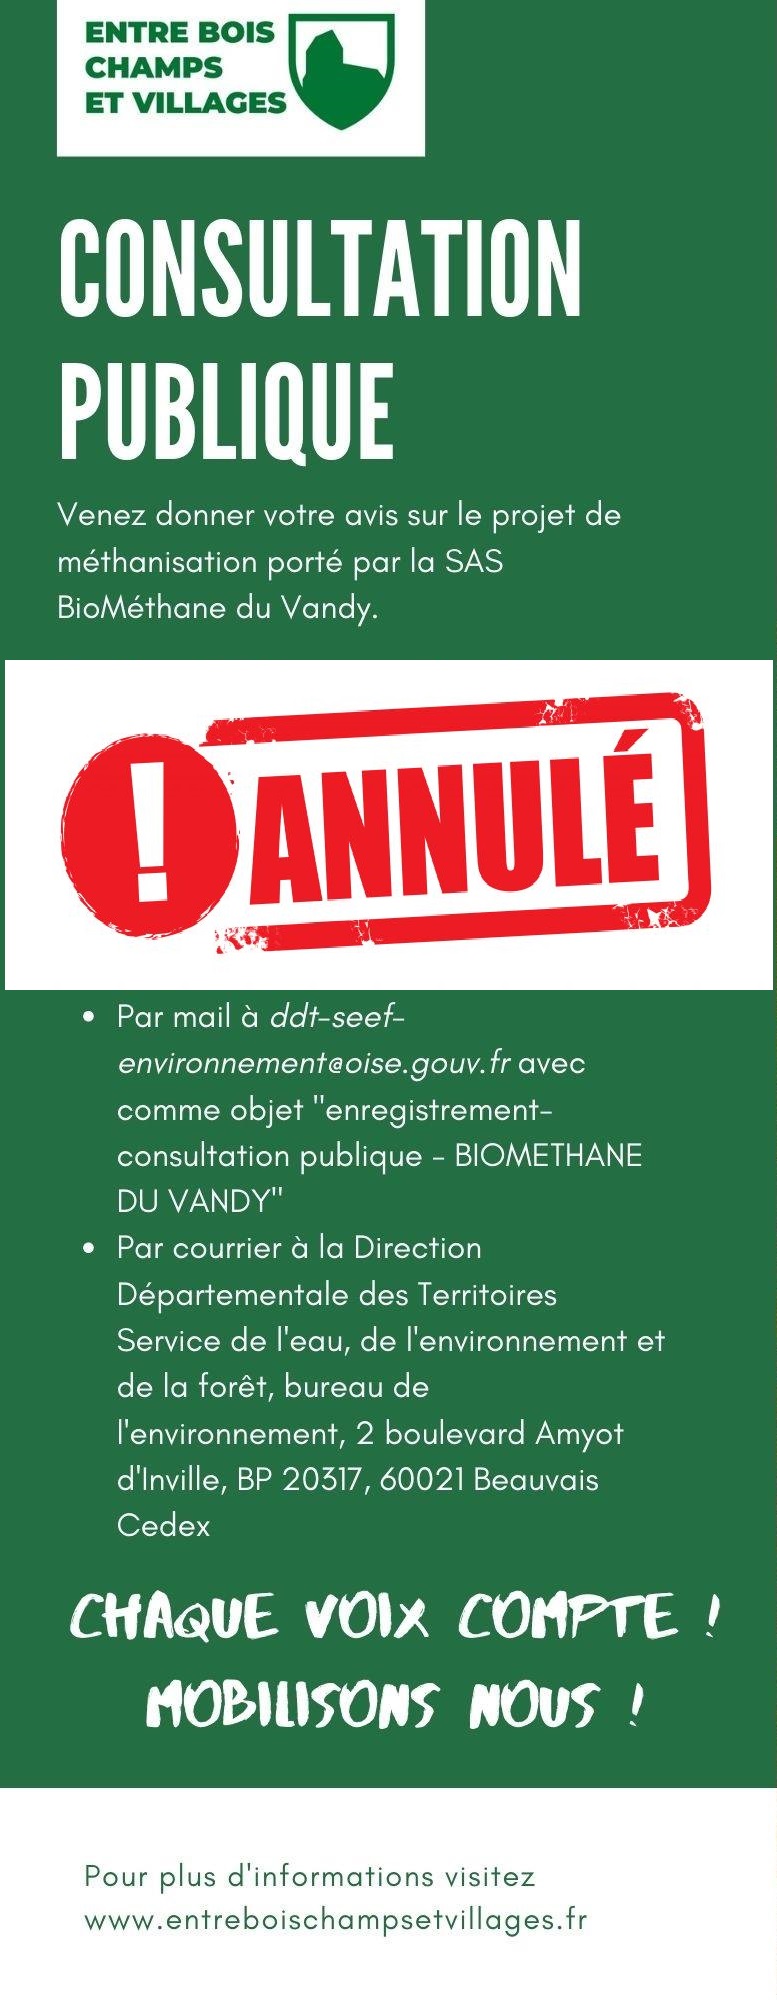 ENTRE BOIS
CHAMPS
ET VILLAGES
CONSULTATION
PUBLIQUE
Venez donner votre avis sur le projet de
méthanisation porté par la SAS
BioMéthane du Vandy.
! ANNULÉ
• Par mail à ddt-seef-
environnement@oise.gouv.fr avec
comme objet "enregistrement-
consultation publique - BIOMETHANE
DU VANDY"
• Par courrier à la Direction
Départementale des Territoires
Service de l'eau, de l'environnement et
de la forêt, bureau de
l'environnement, 2 boulevard Amyot
d'Inville, BP 20317, 60021 Beauvais
Cedex
CHAQUE VOIX COMPTE !
MOBILISONS NOUS !
Pour plus d'informations visitez
www.entreboischampsetvillages.fr